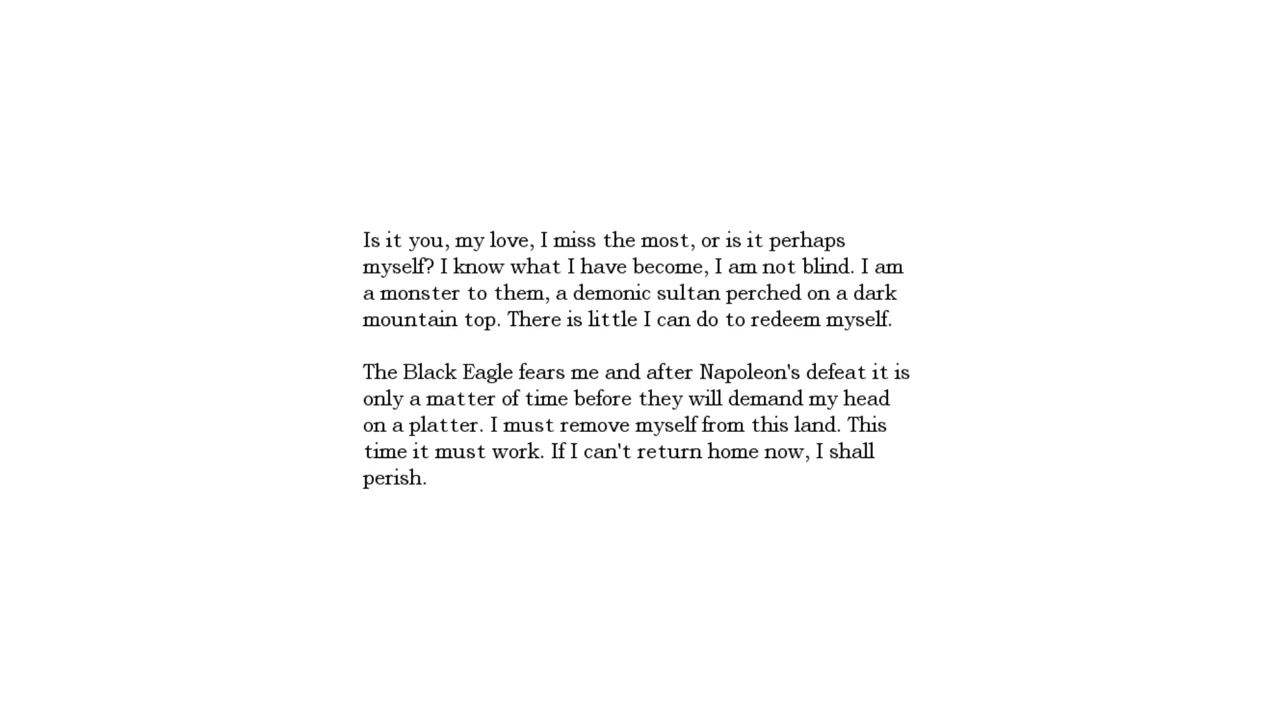 Is it you, my love, I miss the most, or is it perhaps
myself? I know what I have become, I am not blind. I am
a monster to them, a demonic sultan perched on a dark
mountain top. There is little I can do to redeem myself.
The Black Eagle fears me and after Napoleon's defeat it is
only a matter of time before they will demand my head
on a platter. I must remove myself from this land. This
time it must work. If I can't return home now, I shall
perish.